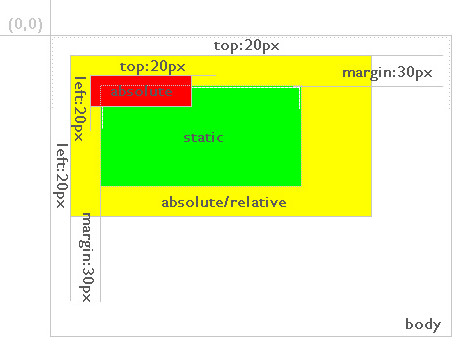 (0,0)
top:20px
top:20px
margin:30px
left:20px
absolute
static
left:20px
absolute/relative
margin:30px
body